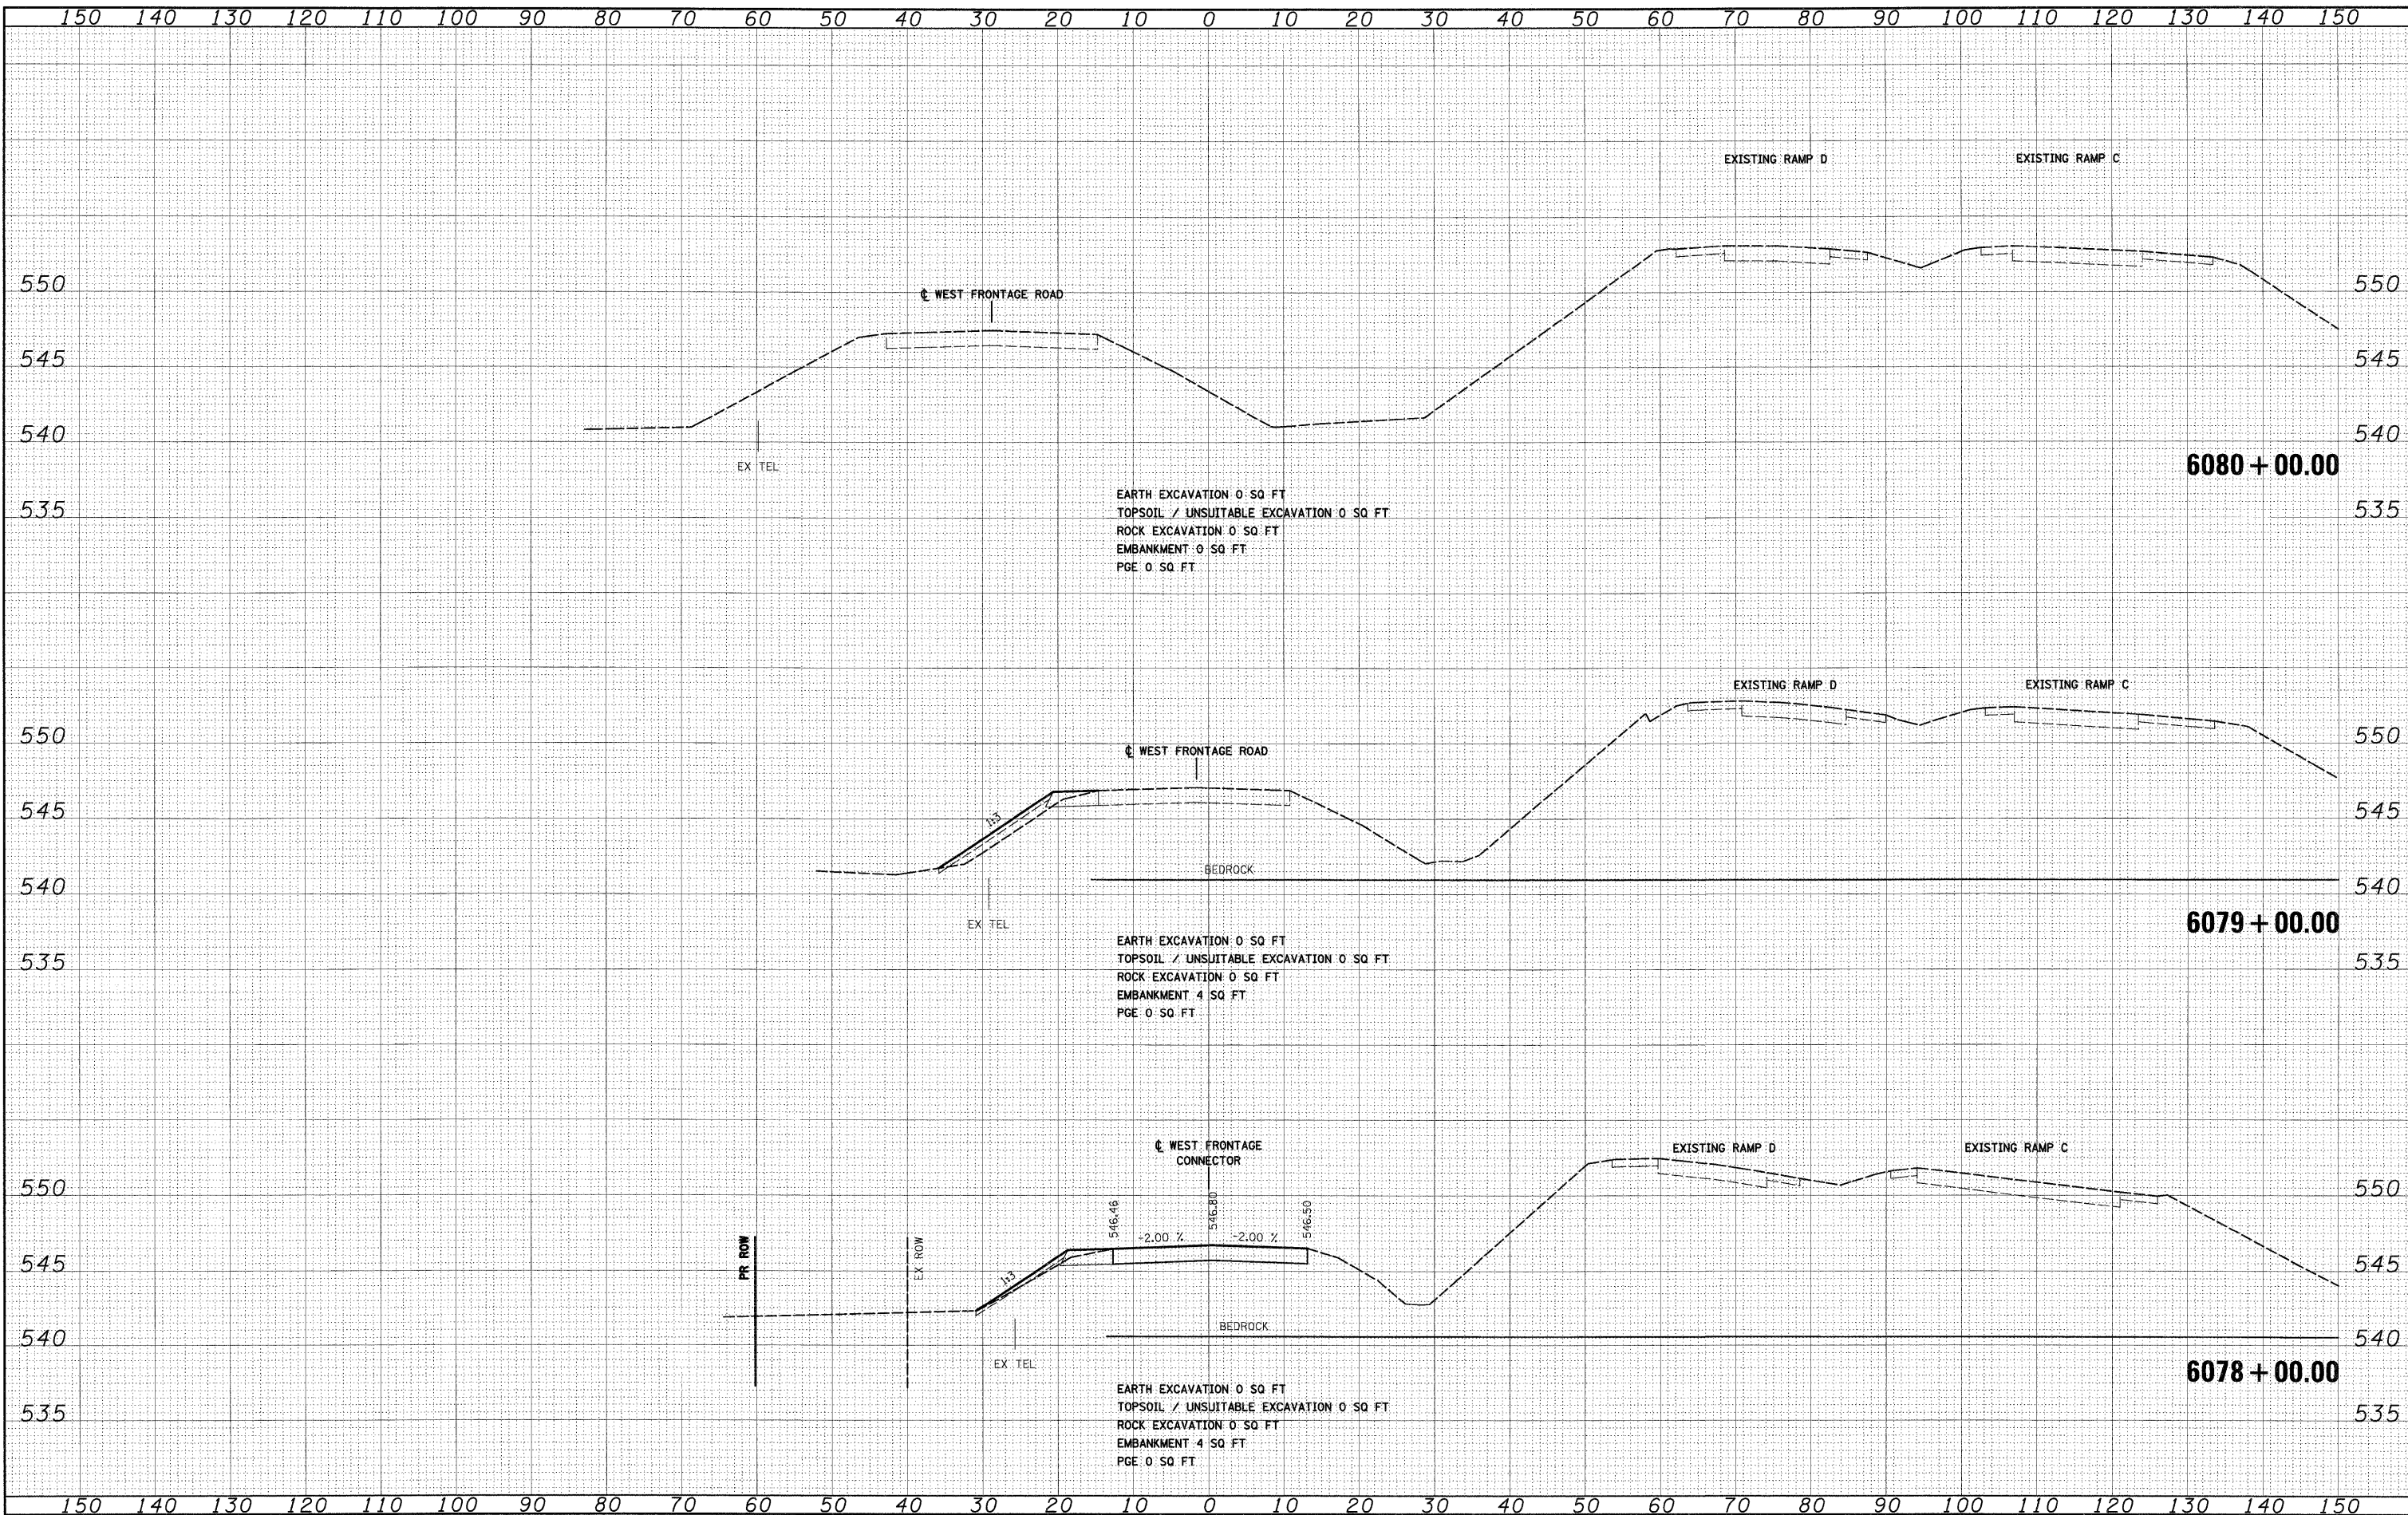 150 140 130 120 110 100 90 80 70 60 50 40 30 20 10 0 10 20 30 40 50 60 70 80 90 100 110 120 130 140 150
EXISTING RAMP D EXISTING RAMP C
550 550
℄ WEST FRONTAGE ROAD
545 545
540 540
EX TEL
6080 + 00.00
EARTH EXCAVATION 0 SQ FT
535 535
TOPSOIL / UNSUITABLE EXCAVATION 0 SQ FT
ROCK EXCAVATION 0 SQ FT
EMBANKMENT 0 SQ FT
PGE 0 SQ FT
EXISTING RAMP D EXISTING RAMP C
550 550
℄ WEST FRONTAGE ROAD
545 545
1:3
BEDROCK
540 540
EX TEL
6079 + 00.00
EARTH EXCAVATION 0 SQ FT
TOPSOIL / UNSUITABLE EXCAVATION 0 SQ FT
535 535
ROCK EXCAVATION 0 SQ FT
EMBANKMENT 4 SQ FT
PGE 0 SQ FT
℄ WEST FRONTAGE
CONNECTOR
EXISTING RAMP D EXISTING RAMP C
550 550
546.46 546.80 546.50
-2.00 % -2.00 %
PR ROW
EX ROW
545 545
1:3
BEDROCK
540 540
EX TEL
6078 + 00.00
EARTH EXCAVATION 0 SQ FT
TOPSOIL / UNSUITABLE EXCAVATION 0 SQ FT
535 535
ROCK EXCAVATION 0 SQ FT
EMBANKMENT 4 SQ FT
PGE 0 SQ FT
150 140 130 120 110 100 90 80 70 60 50 40 30 20 10 0 10 20 30 40 50 60 70 80 90 100 110 120 130 140 150